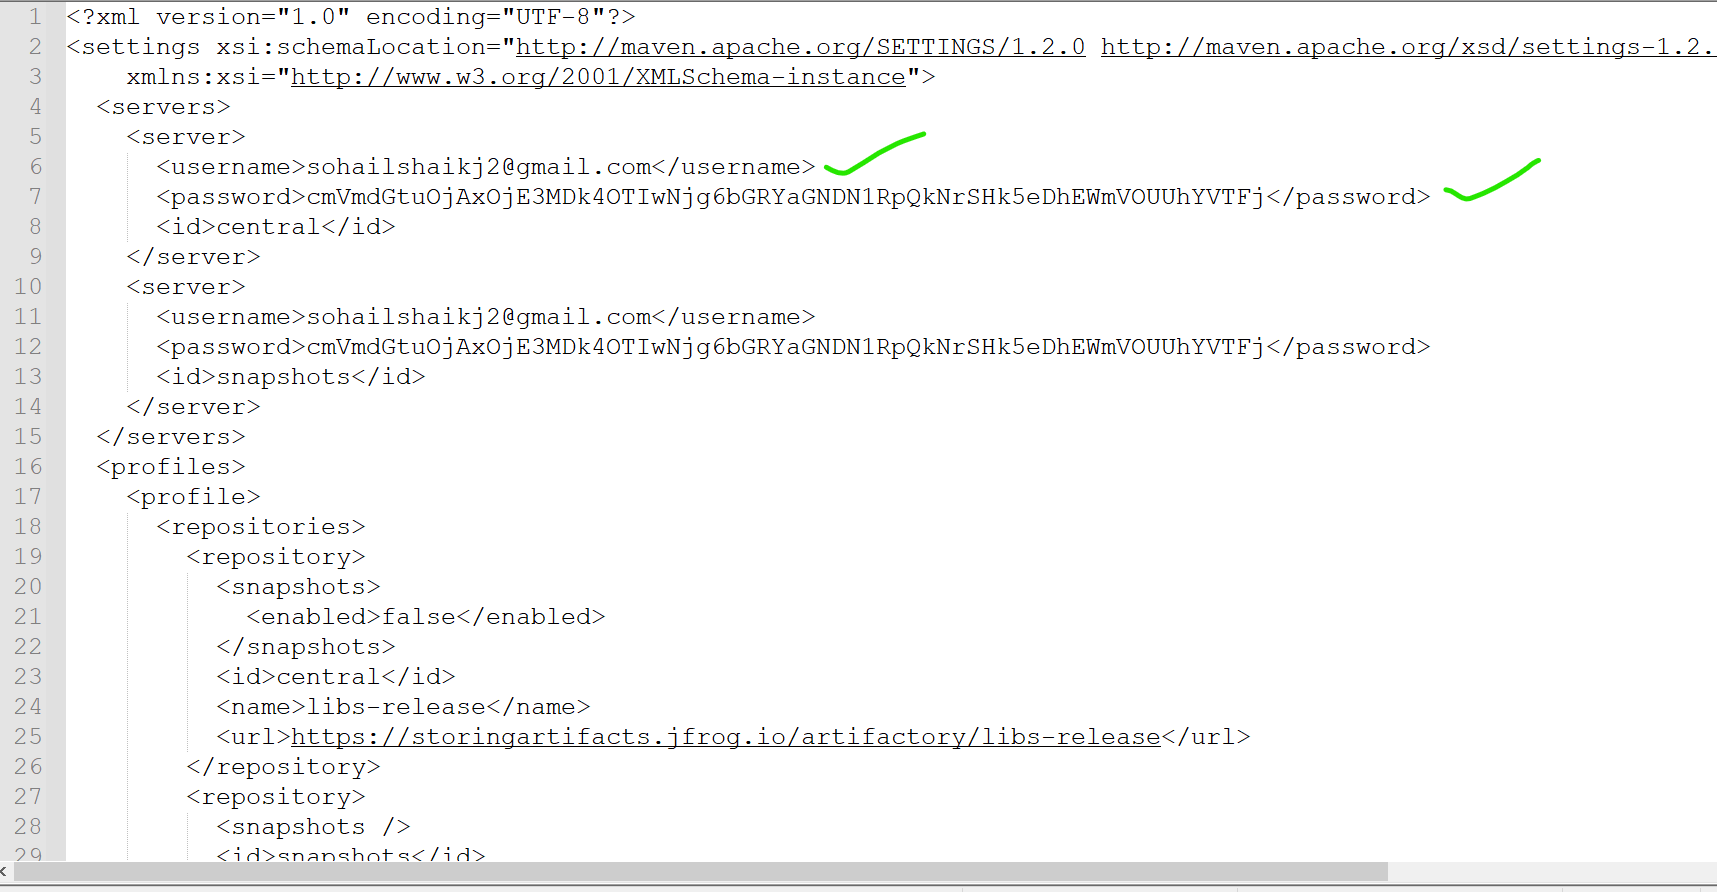 1 <?xml version="1.0" encoding="UTF-8"?>
2 <settings xsi:schemaLocation="http://maven.apache.org/SETTINGS/1.2.0 http://maven.apache.org/xsd/settings-1.2.
3 xmlns:xsi="http://www.w3.org/2001/XMLSchema-instance">
4 <servers>
5 <server>
6 <username>sohailshaikj2@gmail.com</username>
7 <password>cmVmdGtuOjAxOjE3MDk4OTIwNjg6bGRYaGNDN1RpQkNrSHk5eDhEWmVOUUhYVTFj</password>
8 <id>central</id>
9 </server>
10 <server>
11 <username>sohailshaikj2@gmail.com</username>
12 <password>cmVmdGtuOjAxOjE3MDk4OTIwNjg6bGRYaGNDN1RpQkNrSHk5eDhEWmVOUUhYVTFj</password>
13 <id>snapshots</id>
14 </server>
15 </servers>
16 <profiles>
17 <profile>
18 <repositories>
19 <repository>
20 <snapshots>
21 <enabled>false</enabled>
22 </snapshots>
23 <id>central</id>
24 <name>libs-release</name>
25 <url>https://storingartifacts.jfrog.io/artifactory/libs-release</url>
26 </repository>
27 <repository>
28 <snapshots />
29 <id>snapshots</id>